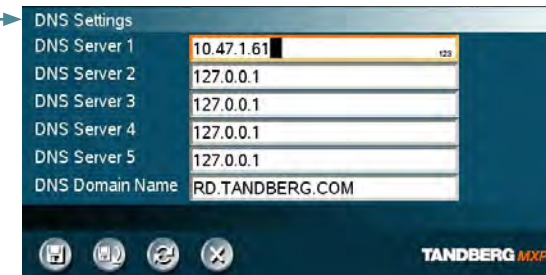 DNS Settings
DNS Server 1 10.47.1.61 123
DNS Server 2 127.0.0.1
DNS Server 3 127.0.0.1
DNS Server 4 127.0.0.1
DNS Server 5 127.0.0.1
DNS Domain Name RD.TANDBERG.COM
TANDBERG MXP